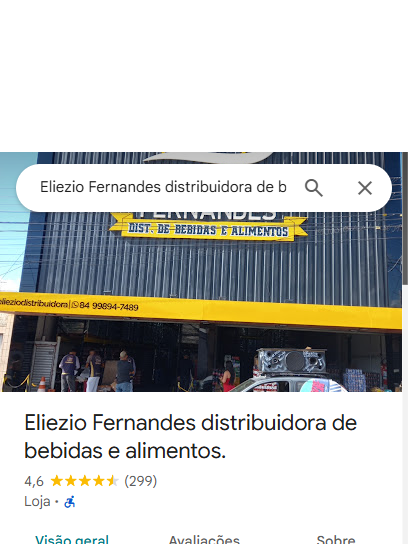 Eliezio Fernandes distribuidora de b
FERNANDES
DIST. DE BEBIDAS E ALIMENTOS
elieziodistribuidora 84 99894-7489
Eliezio Fernandes distribuidora de
bebidas e alimentos.
4,6 (299)
Loja ·
Visão geral Avaliações Sobre